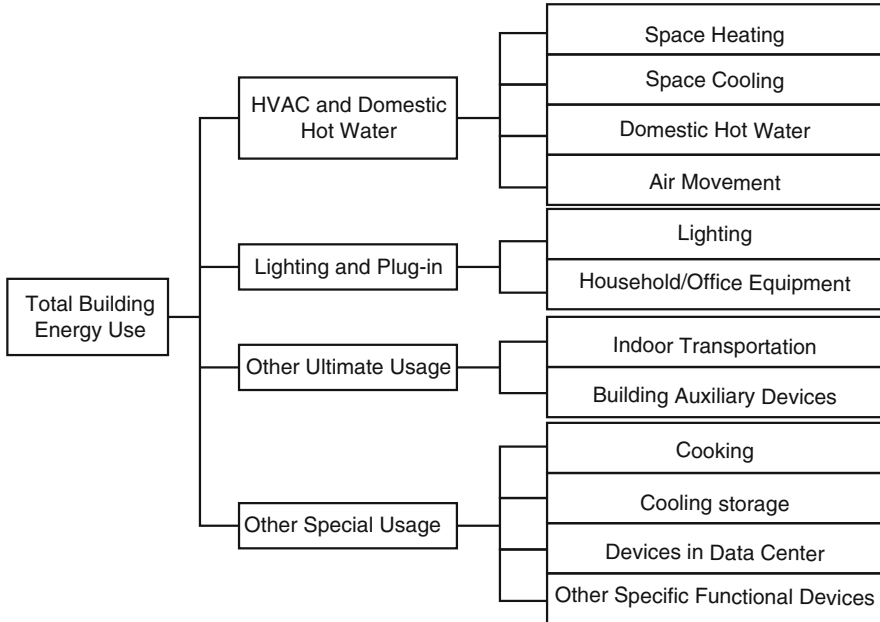 Total Building
Energy Use
HVAC and Domestic
Hot Water
Space Heating
Space Cooling
Domestic Hot Water
Air Movement
Lighting and Plug-in
Lighting
Household/Office Equipment
Other Ultimate Usage
Indoor Transportation
Building Auxiliary Devices
Other Special Usage
Cooking
Cooling storage
Devices in Data Center
Other Specific Functional Devices